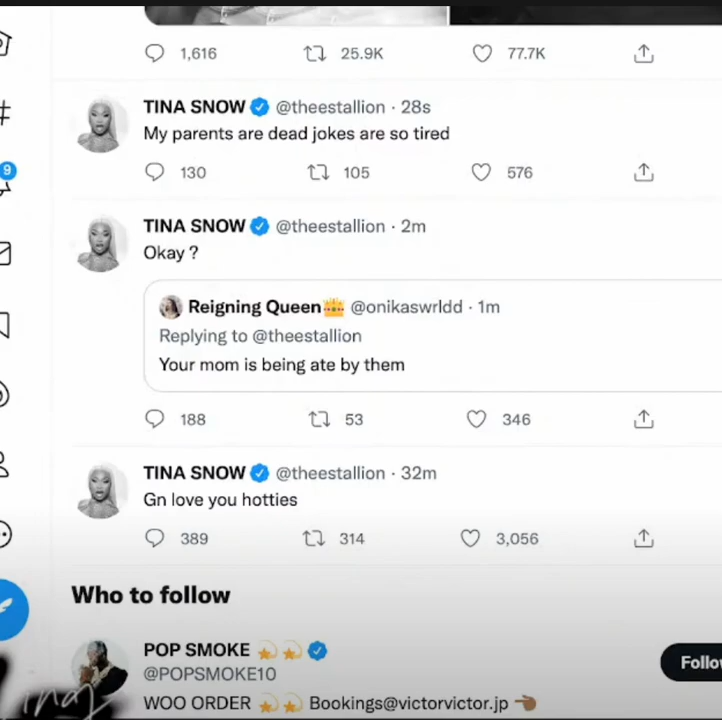 1,616 25.9K 77.7K
TINA SNOW @theestallion · 28s
My parents are dead jokes are so tired
130 105 576
9
TINA SNOW @theestallion · 2m
Okay ?
Reigning Queen👑 @onikaswrldd · 1m
Replying to @theestallion
Your mom is being ate by them
188 53 346
TINA SNOW @theestallion · 32m
Gn love you hotties
389 314 3,056
Who to follow
POP SMOKE 💫 💫
@POPSMOKE10
Follow
WOO ORDER 💫 💫 Bookings@victorvictor.jp